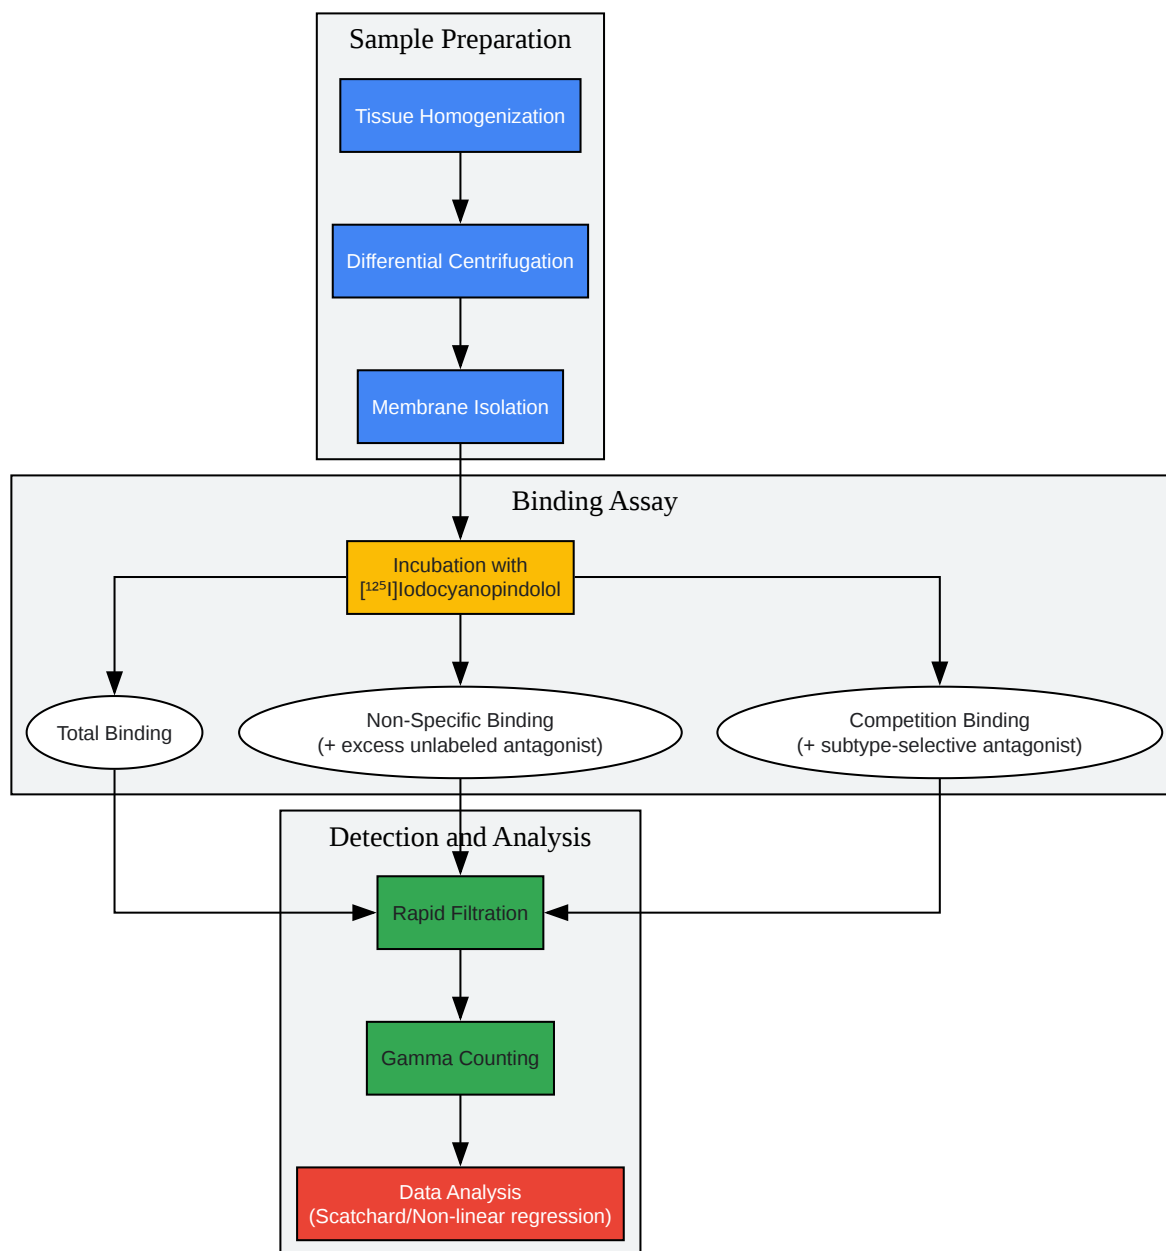 Sample Preparation
Tissue Homogenization
Differential Centrifugation
Membrane Isolation
Binding Assay
Incubation with
[¹²⁵I]Iodocyanopindolol
Total Binding
Non-Specific Binding
(+ excess unlabeled antagonist)
Competition Binding
(+ subtype-selective antagonist)
Detection and Analysis
Rapid Filtration
Gamma Counting
Data Analysis
(Scatchard/Non-linear regression)